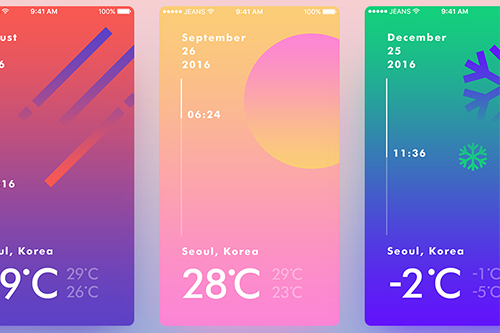 9:41 AM
100%
ust
6
16
ul, Korea
9°C
29°C
26°C
JEANS
9:41 AM
100%
September
26
2016
06:24
Seoul, Korea
28°C
29°C
23°C
JEANS
9:41 AM
December
25
2016
11:36
Seoul, Korea
-2°C
-1°C
-5°C